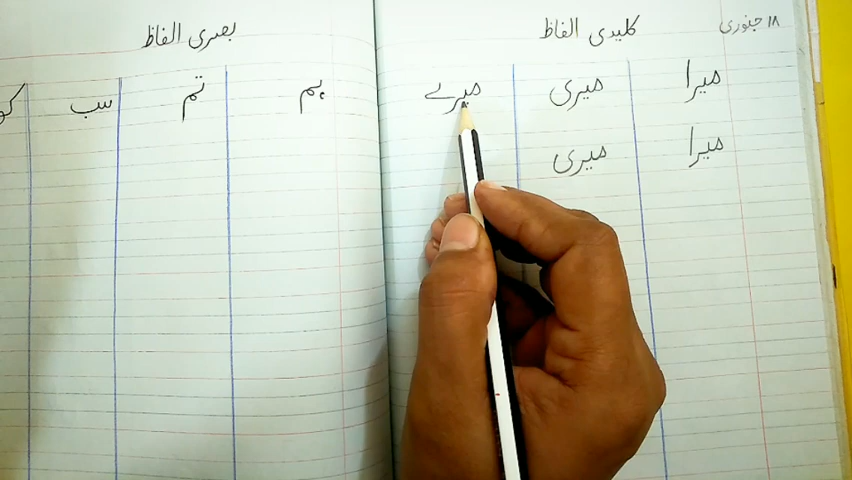 ۱۸ جنوری
کلیدی الفاظ
میرا میری میرے
میرا میری
بصری الفاظ
ہم تم سب